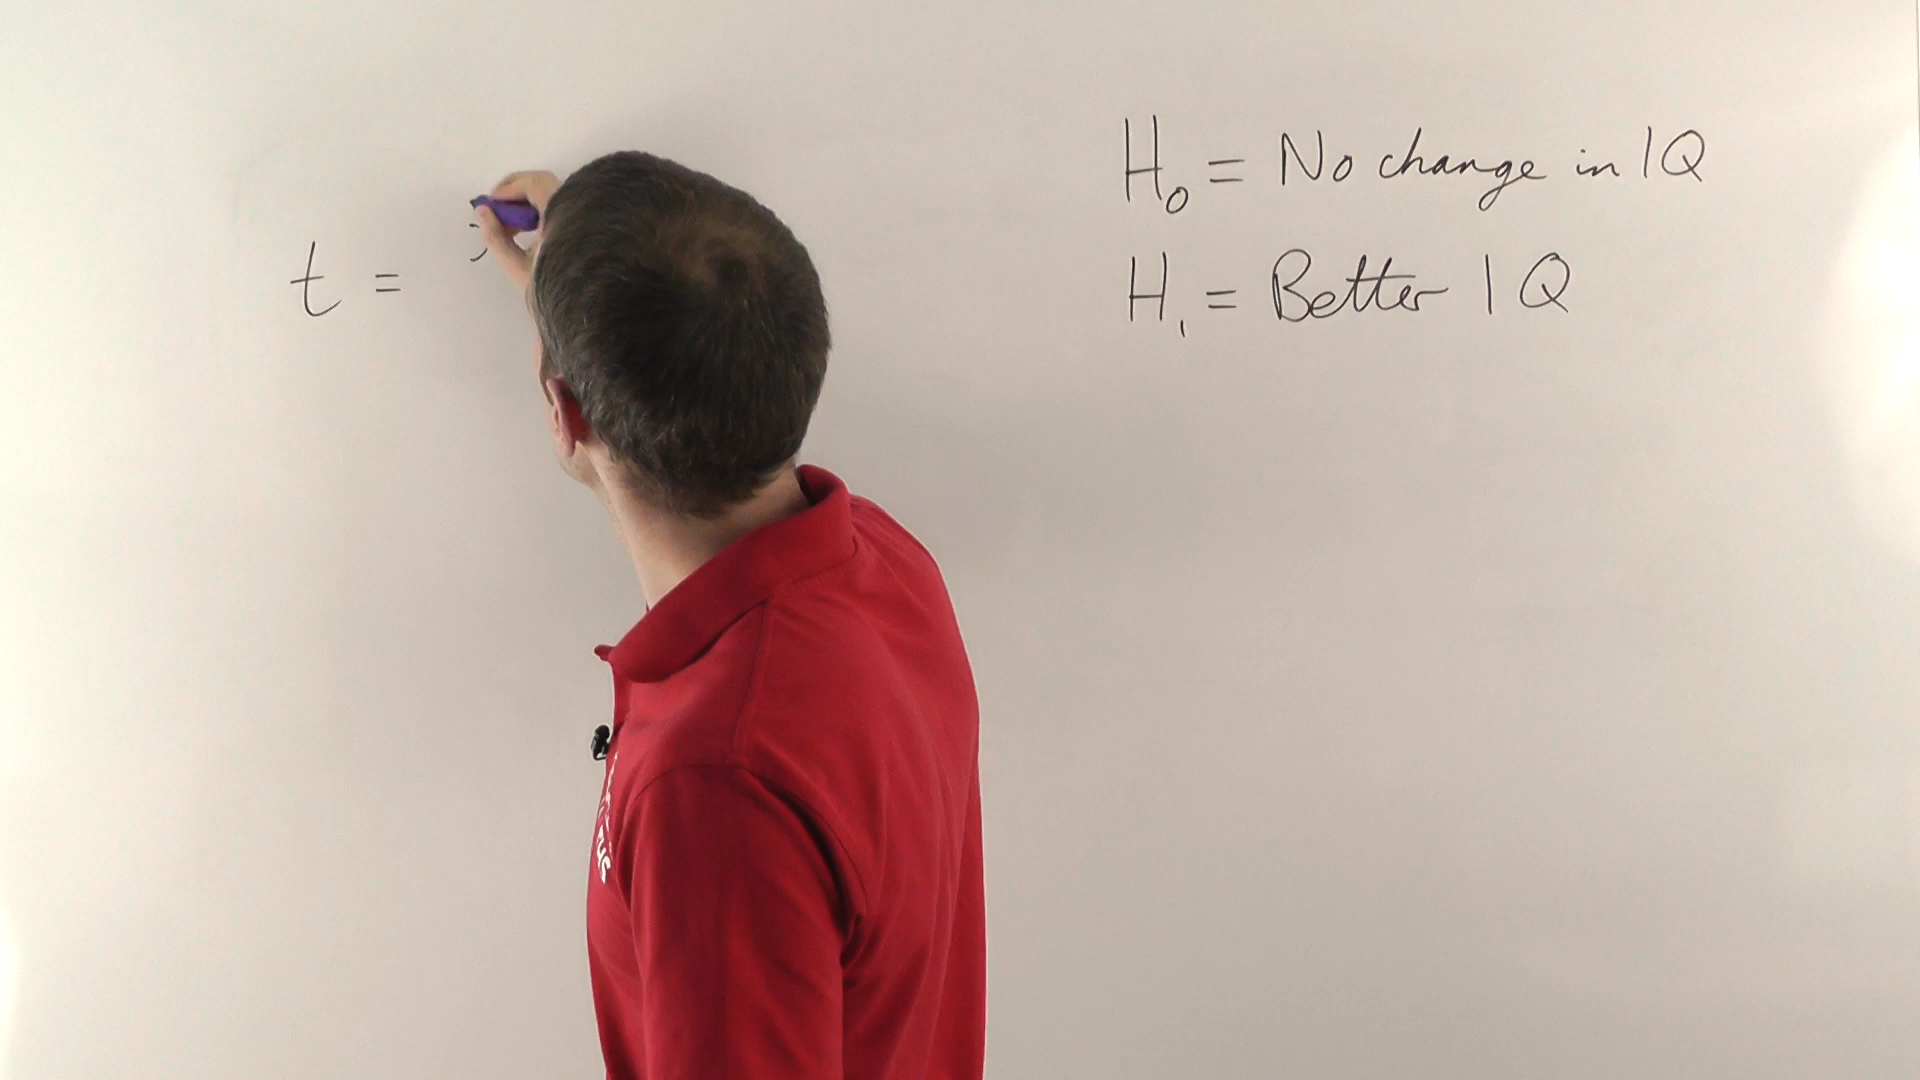 t =
H₀ = No change in IQ
H₁ = Better IQ